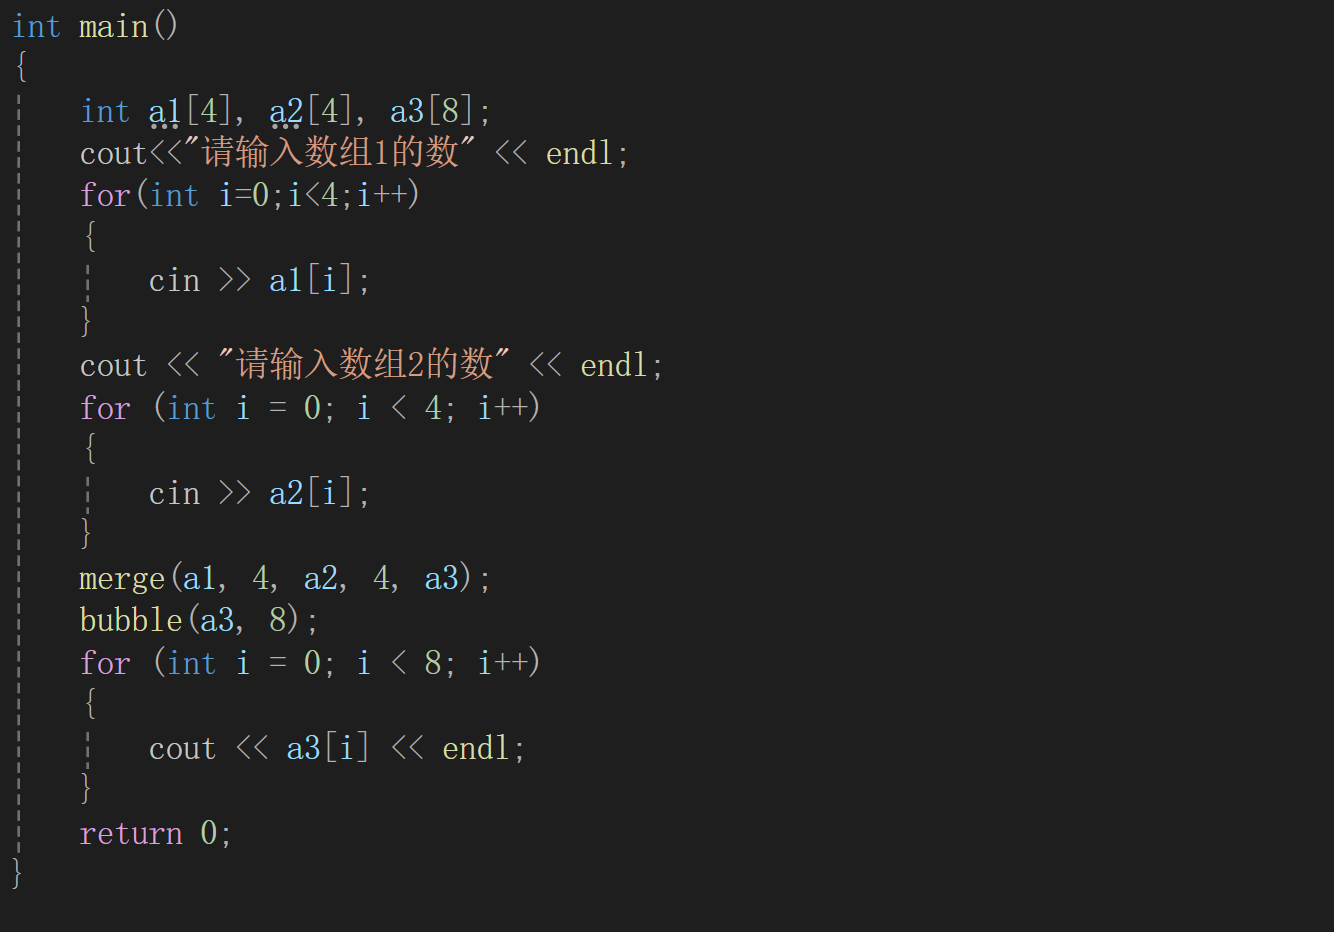 int main()
{
int a1[4], a2[4], a3[8];
cout<<"请输入数组1的数" << endl;
for(int i=0;i<4;i++)
{
cin >> a1[i];
}
cout << "请输入数组2的数" << endl;
for (int i = 0; i < 4; i++)
{
cin >> a2[i];
}
merge(a1, 4, a2, 4, a3);
bubble(a3, 8);
for (int i = 0; i < 8; i++)
{
cout << a3[i] << endl;
}
return 0;
}